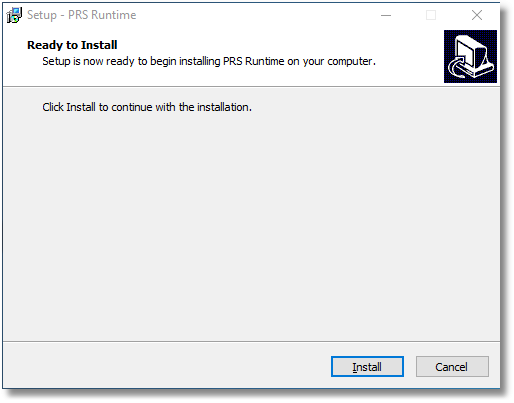 Setup - PRS Runtime
Ready to Install
Setup is now ready to begin installing PRS Runtime on your computer.
Click Install to continue with the installation.
Install Cancel